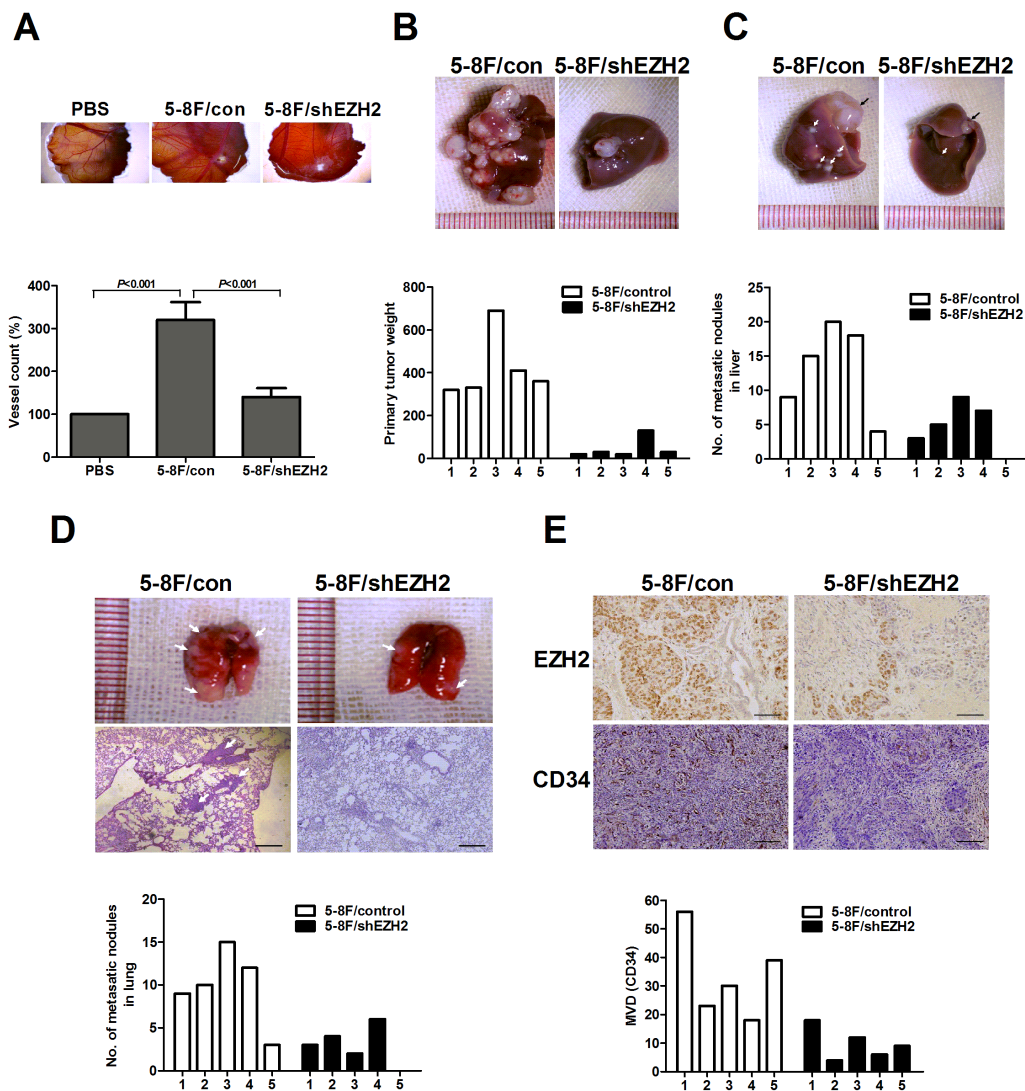 A
PBS 5-8F/con 5-8F/shEZH2
400
300
200
100
0
Vessel count (%)
P<0.001 P<0.001
PBS 5-8F/con 5-8F/shEZH2
B
5-8F/con 5-8F/shEZH2
5-8F/control
5-8F/shEZH2
800
600
400
200
0
Primary tumor weight
1 2 3 4 5 1 2 3 4 5
C
5-8F/con 5-8F/shEZH2
5-8F/control
5-8F/shEZH2
25
20
15
10
5
0
No. of metasatic nodules
in liver
1 2 3 4 5 1 2 3 4 5
D
5-8F/con 5-8F/shEZH2
5-8F/control
5-8F/shEZH2
20
15
10
5
0
No. of metasatic nodules
in lung
1 2 3 4 5 1 2 3 4 5
E
5-8F/con 5-8F/shEZH2
EZH2
CD34
5-8F/control
5-8F/shEZH2
60
50
40
30
20
10
0
MVD (CD34)
1 2 3 4 5 1 2 3 4 5